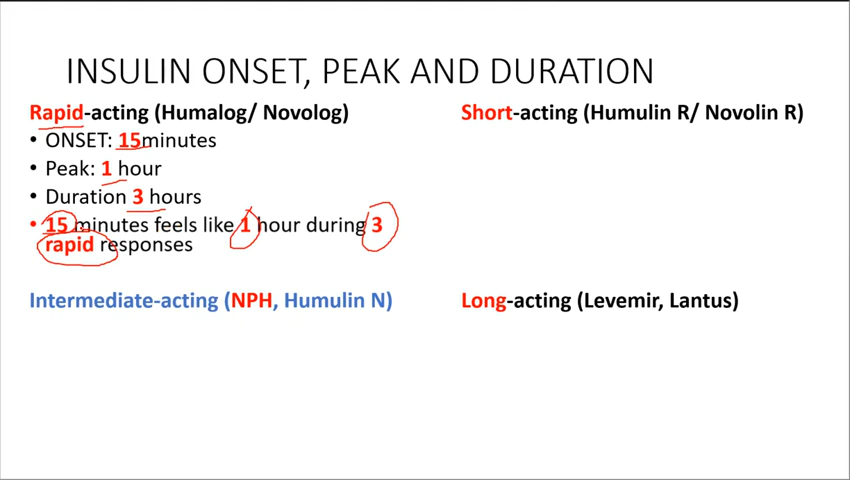 INSULIN ONSET, PEAK AND DURATION
Rapid-acting (Humalog/ Novolog)
• ONSET: 15minutes
• Peak: 1 hour
• Duration 3 hours
• 15 minutes feels like 1 hour during 3
rapid responses
Short-acting (Humulin R/ Novolin R)
Intermediate-acting (NPH, Humulin N)
Long-acting (Levemir, Lantus)